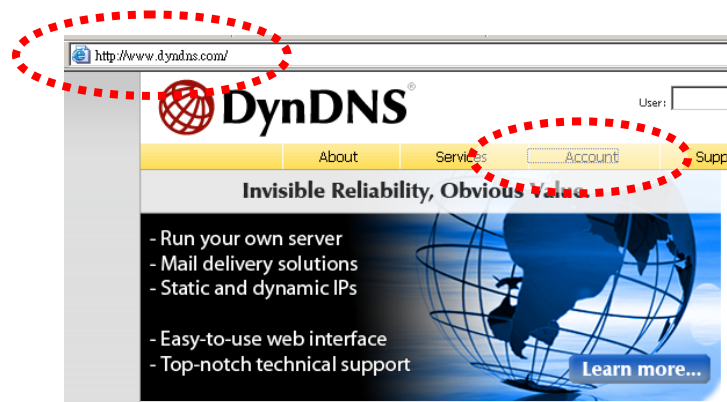 http://www.dyndns.com/
DynDNS®
User:
About Services Account Supp
Invisible Reliability, Obvious Value.
- Run your own server
- Mail delivery solutions
- Static and dynamic IPs
- Easy-to-use web interface
- Top-notch technical support
Learn more...